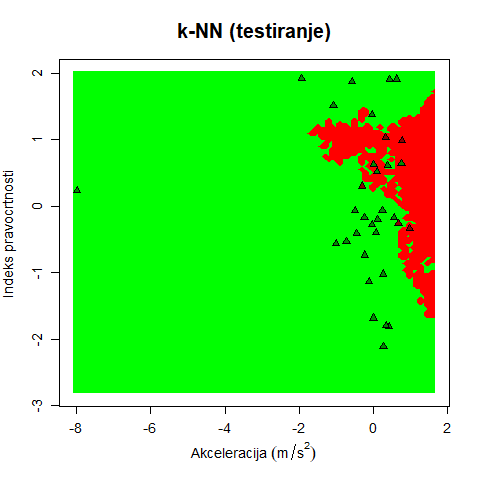 k-NN (testiranje)
2
1
0
-1
-2
-3
Indeks pravocrtnosti
-8 -6 -4 -2 0 2
Akceleracija (m/s²)